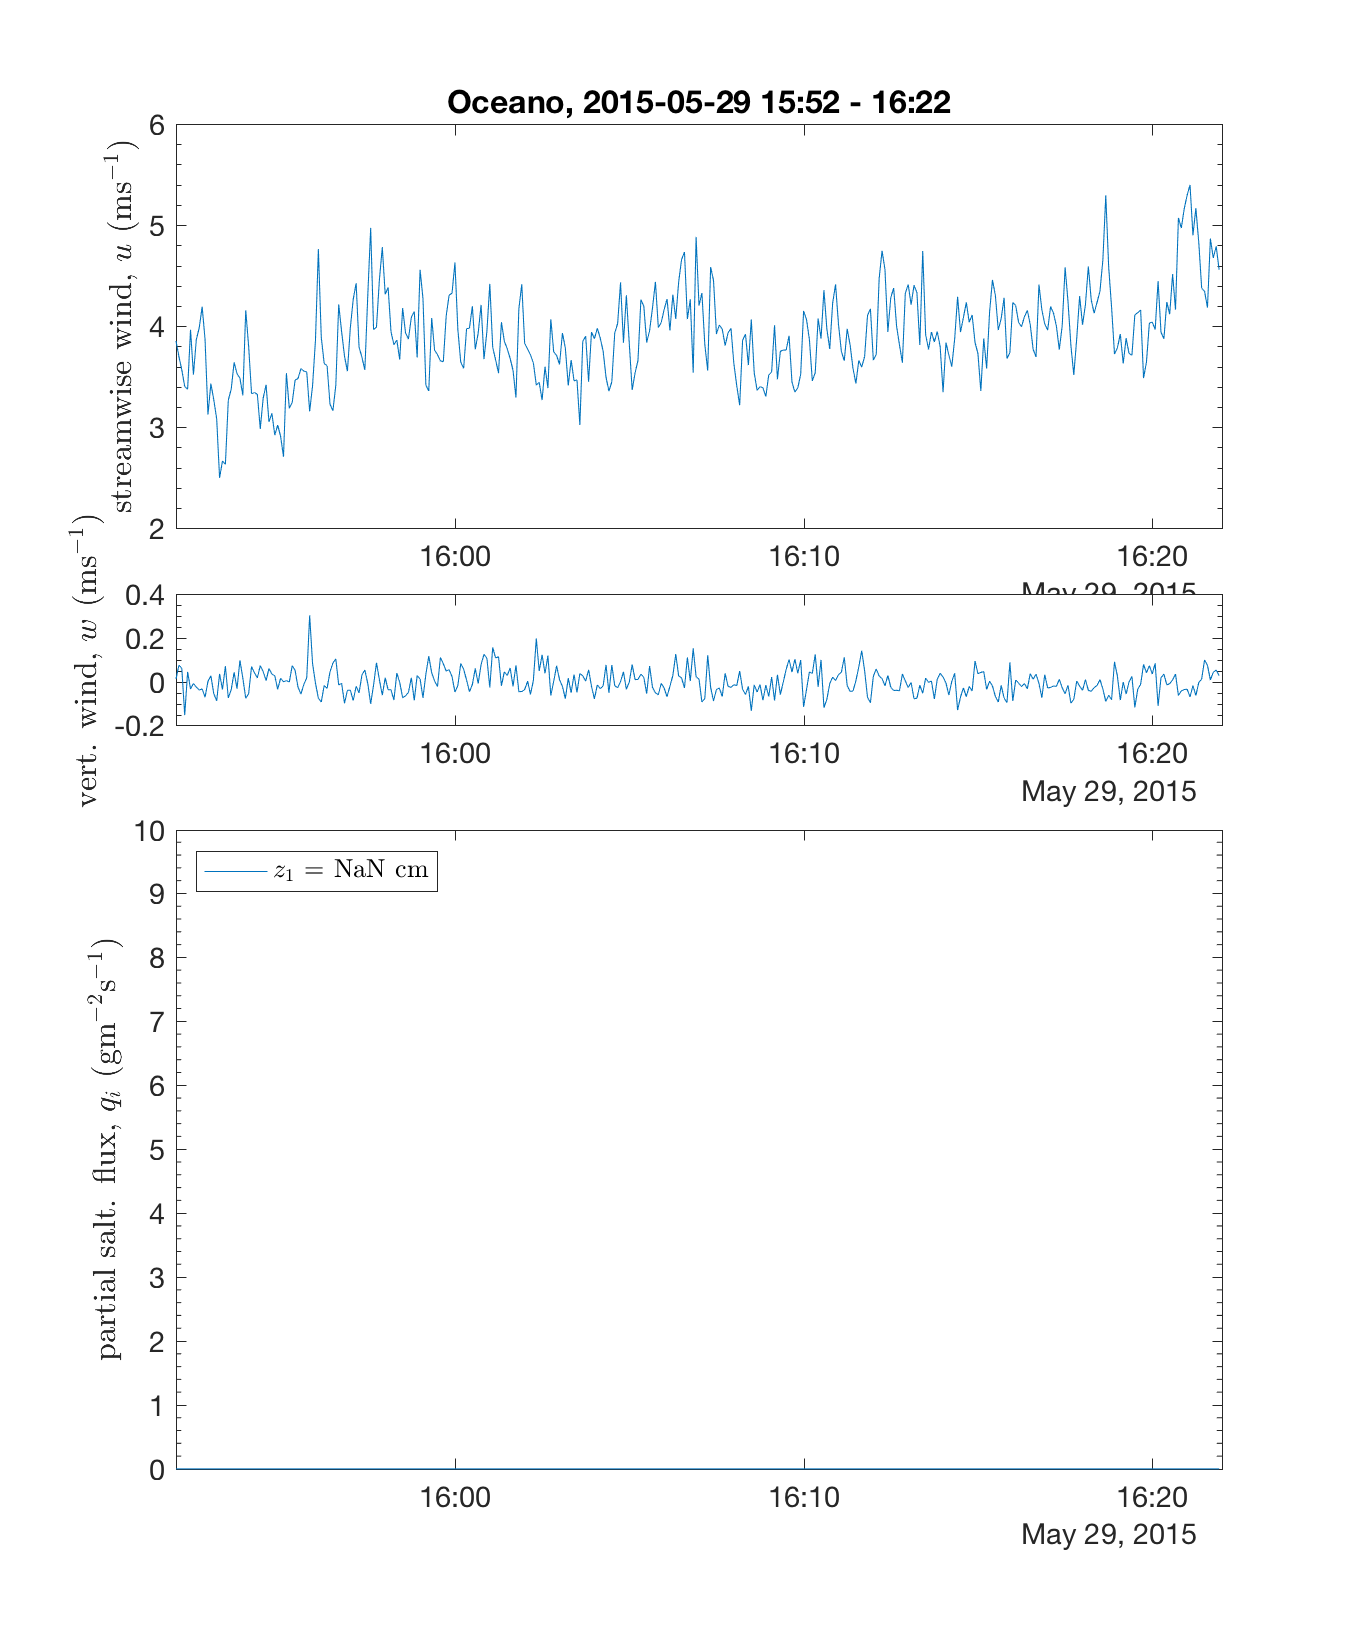 Oceano, 2015-05-29 15:52 - 16:22
streamwise wind, u (ms⁻¹)
6
5
4
3
2
16:00 16:10 16:20
May 29, 2015
vert. wind, w (ms⁻¹)
0.4
0.2
0
-0.2
16:00 16:10 16:20
May 29, 2015
partial salt. flux, qᵢ (gm⁻²s⁻¹)
10
9
8
7
6
5
4
3
2
1
0
z₁ = NaN cm
16:00 16:10 16:20
May 29, 2015